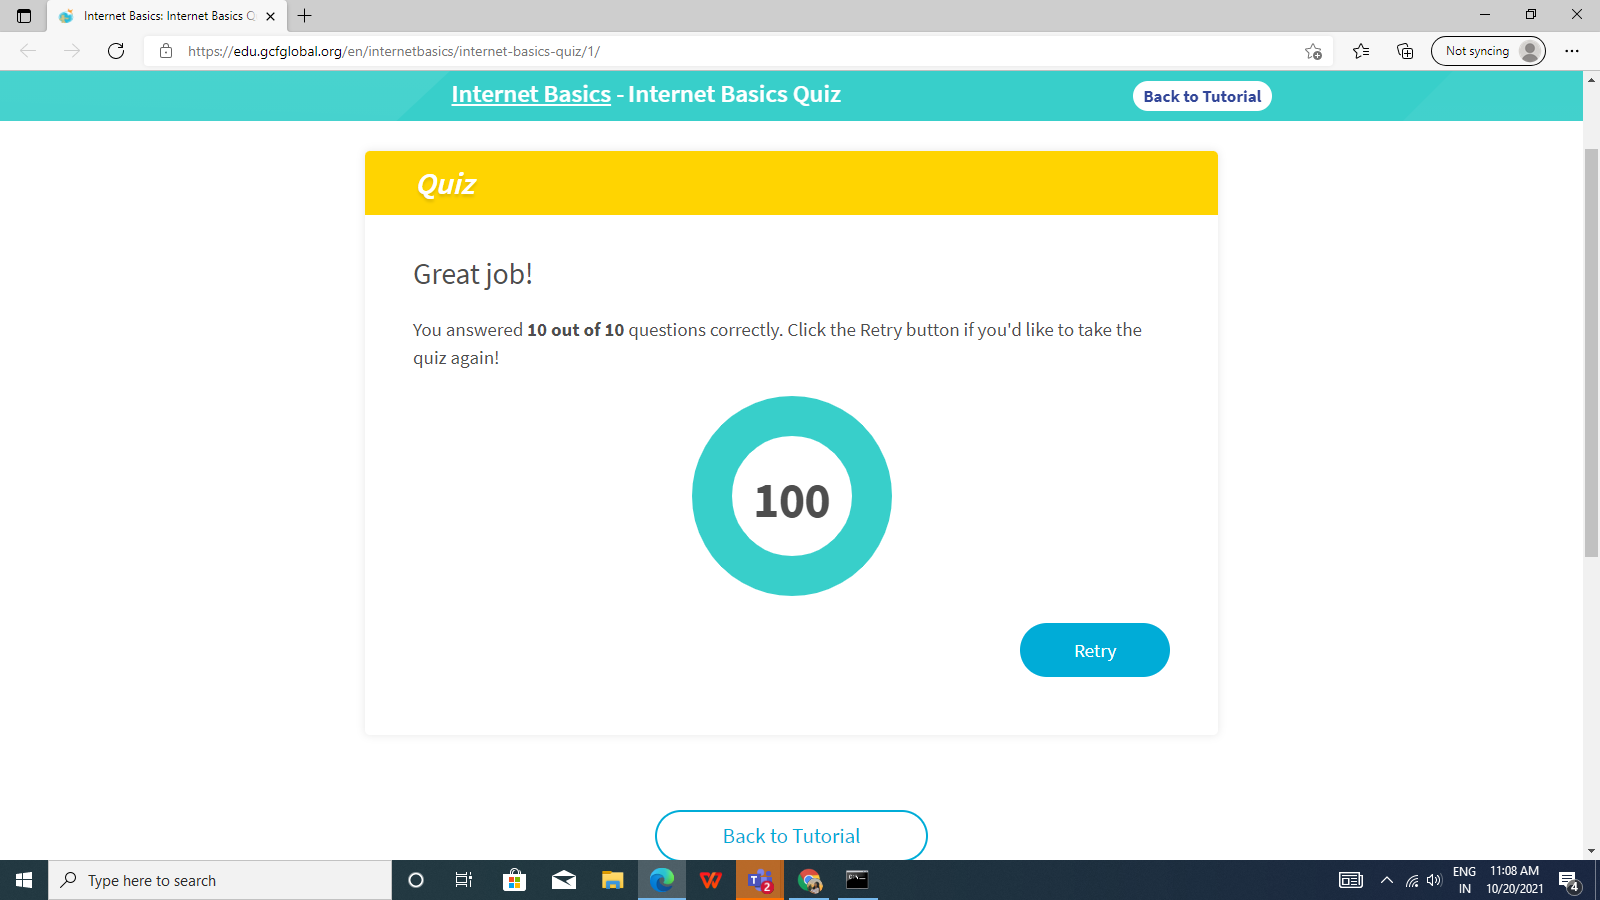 Internet Basics: Internet Basics Q
https://edu.gcfglobal.org/en/internetbasics/internet-basics-quiz/1/
Not syncing
Internet Basics - Internet Basics Quiz
Back to Tutorial
Quiz
Great job!
You answered 10 out of 10 questions correctly. Click the Retry button if you'd like to take the
quiz again!
100
Retry
Back to Tutorial
Type here to search
2
ENG
IN
11:08 AM
10/20/2021
4